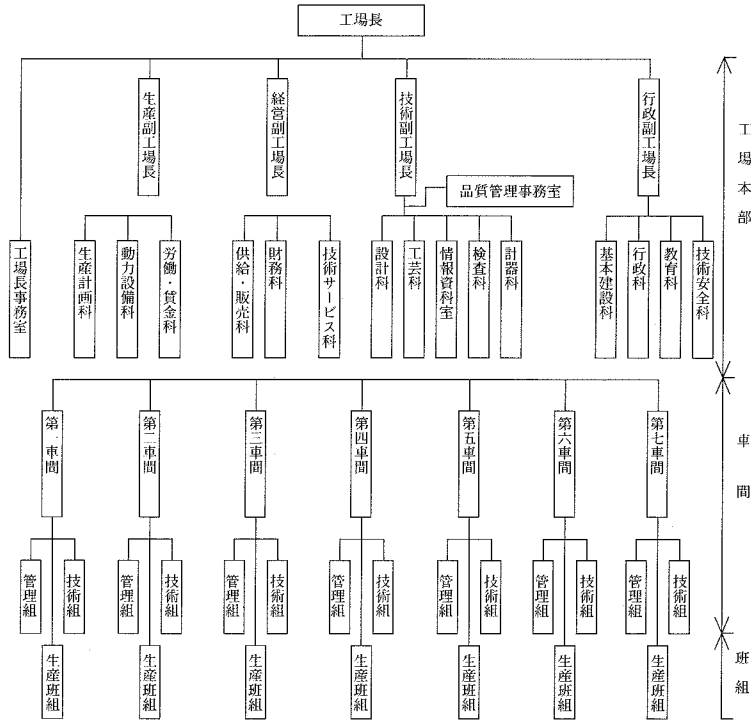 工場長
生産副工場長
経営副工場長
技術副工場長
行政副工場長
品質管理事務室
工場長事務室
生産計画科
動力設備科
労働・賃金科
供給・販売科
財務科
技術サービス科
設計科
工芸科
情報資科室
検査科
計器科
基本建設科
行政科
教育科
技術安全科
工場本部
第一車間
第二車間
第三車間
第四車間
第五車間
第六車間
第七車間
車間
管理組
技術組
管理組
技術組
管理組
技術組
管理組
技術組
管理組
技術組
管理組
技術組
管理組
技術組
生産班組
生産班組
生産班組
生産班組
生産班組
生産班組
生産班組
班組